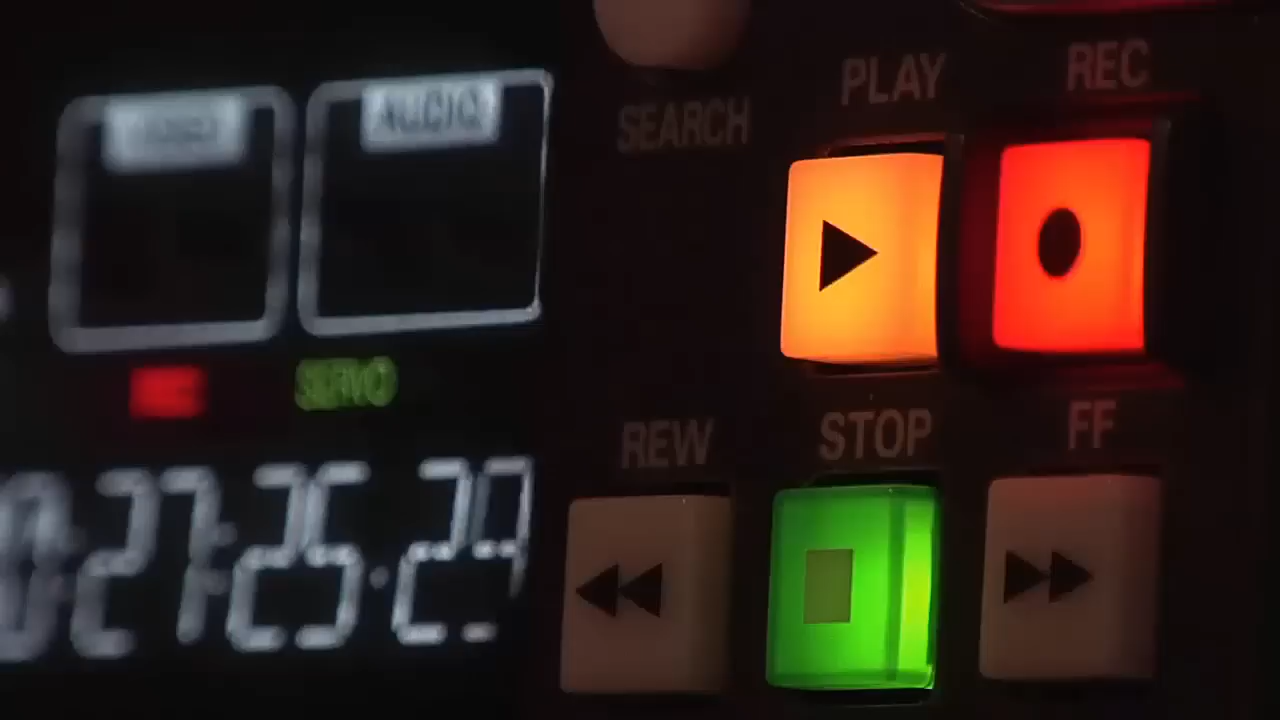 PLAY REC
SEARCH
AUDIO
SERVO
REW STOP FF